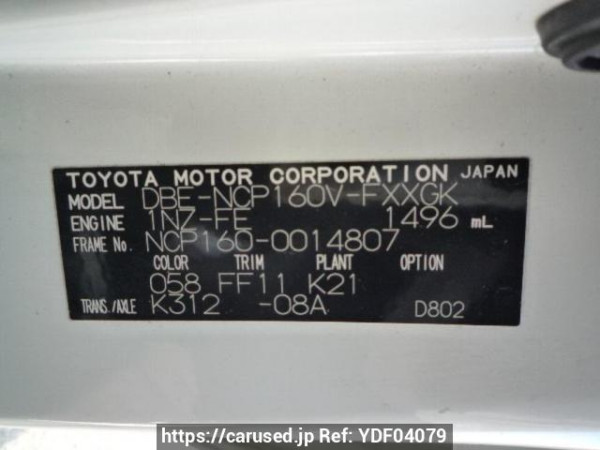 TOYOTA MOTOR CORPORATION JAPAN
MODEL DBE-NCP160V-FXXGK
ENGINE 1NZ-FE 1496 mL
FRAME No. NCP160-0014807
COLOR TRIM PLANT OPTION
058 FF11 K21
TRANS./AXLE K312 -08A D802
https://carused.jp Ref: YDF04079